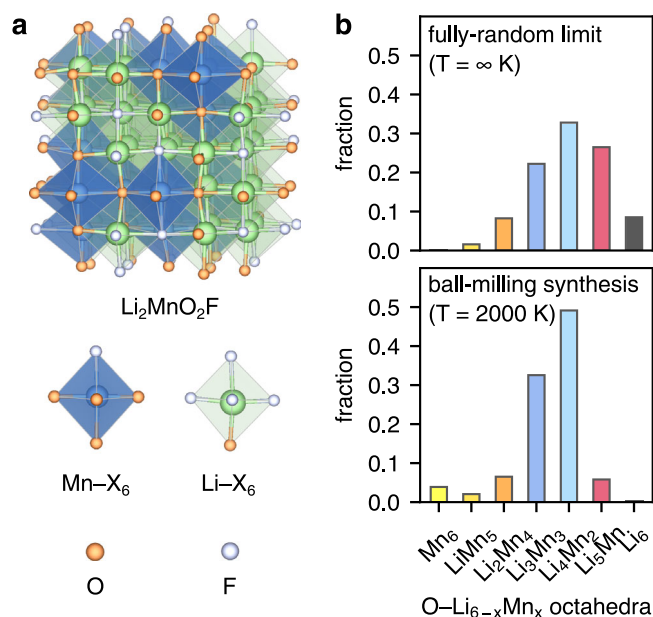 a
Li₂MnO₂F
Mn–X₆
Li–X₆
O
F
b
fully-random limit
(T = ∞ K)
fraction
0.5
0.4
0.3
0.2
0.1
0.0
ball-milling synthesis
(T = 2000 K)
fraction
0.5
0.4
0.3
0.2
0.1
0.0
Mn₆
LiMn₅
Li₂Mn₄
Li₃Mn₃
Li₄Mn₂
Li₅Mn
Li₆
O–Li₆₋ₓMnₓ octahedra